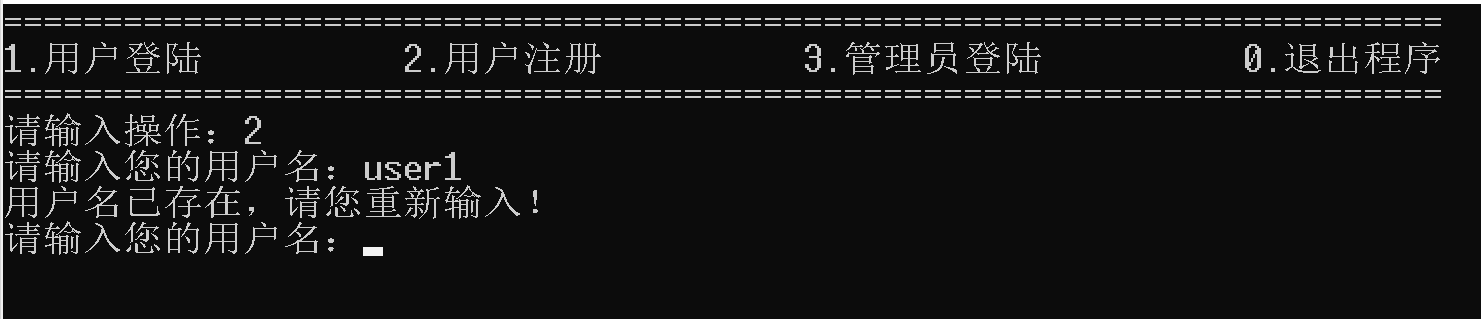 ========================================================================
1.用户登陆          2.用户注册          3.管理员登陆          0.退出程序
========================================================================
请输入操作：2
请输入您的用户名：user1
用户名已存在，请您重新输入！
请输入您的用户名：